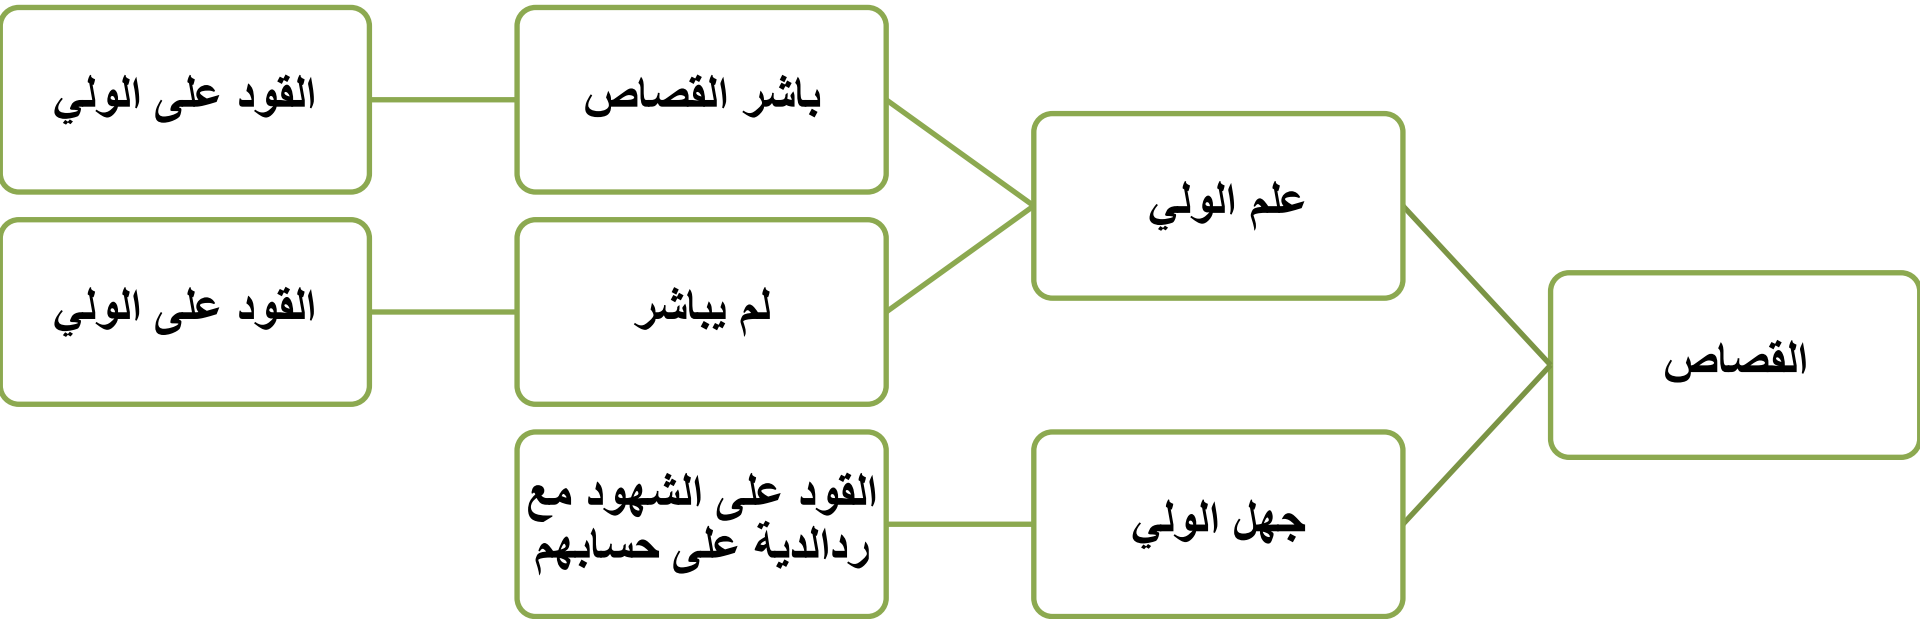 القصاص
علم الولي
باشر القصاص
القود على الولي
لم يباشر
القود على الولي
جهل الولي
القود على الشهود مع
ردالدية على حسابهم